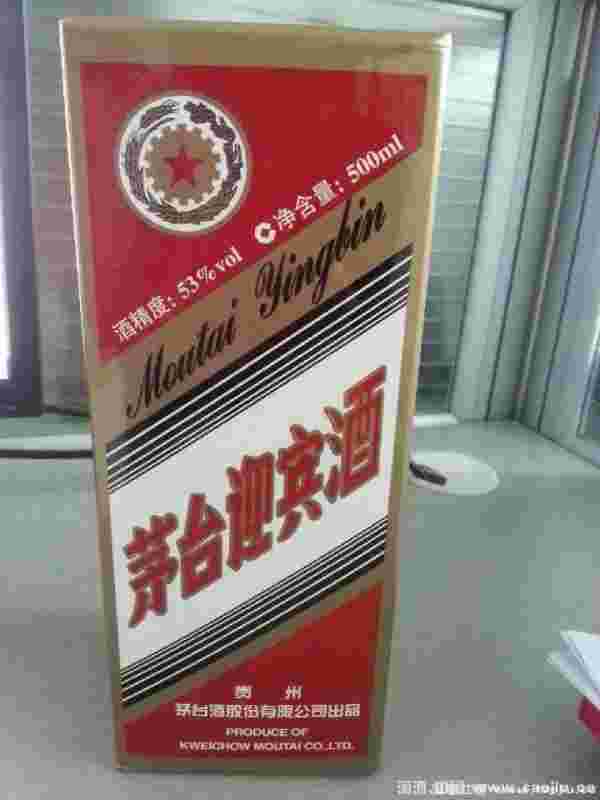 净含量: 500ml
酒精度: 53%vol
Moutai Yingbin
茅台迎宾酒
贵 州
茅台酒股份有限公司出品
PRODUCE OF
KWEICHOW MOUTAI CO.,LTD.